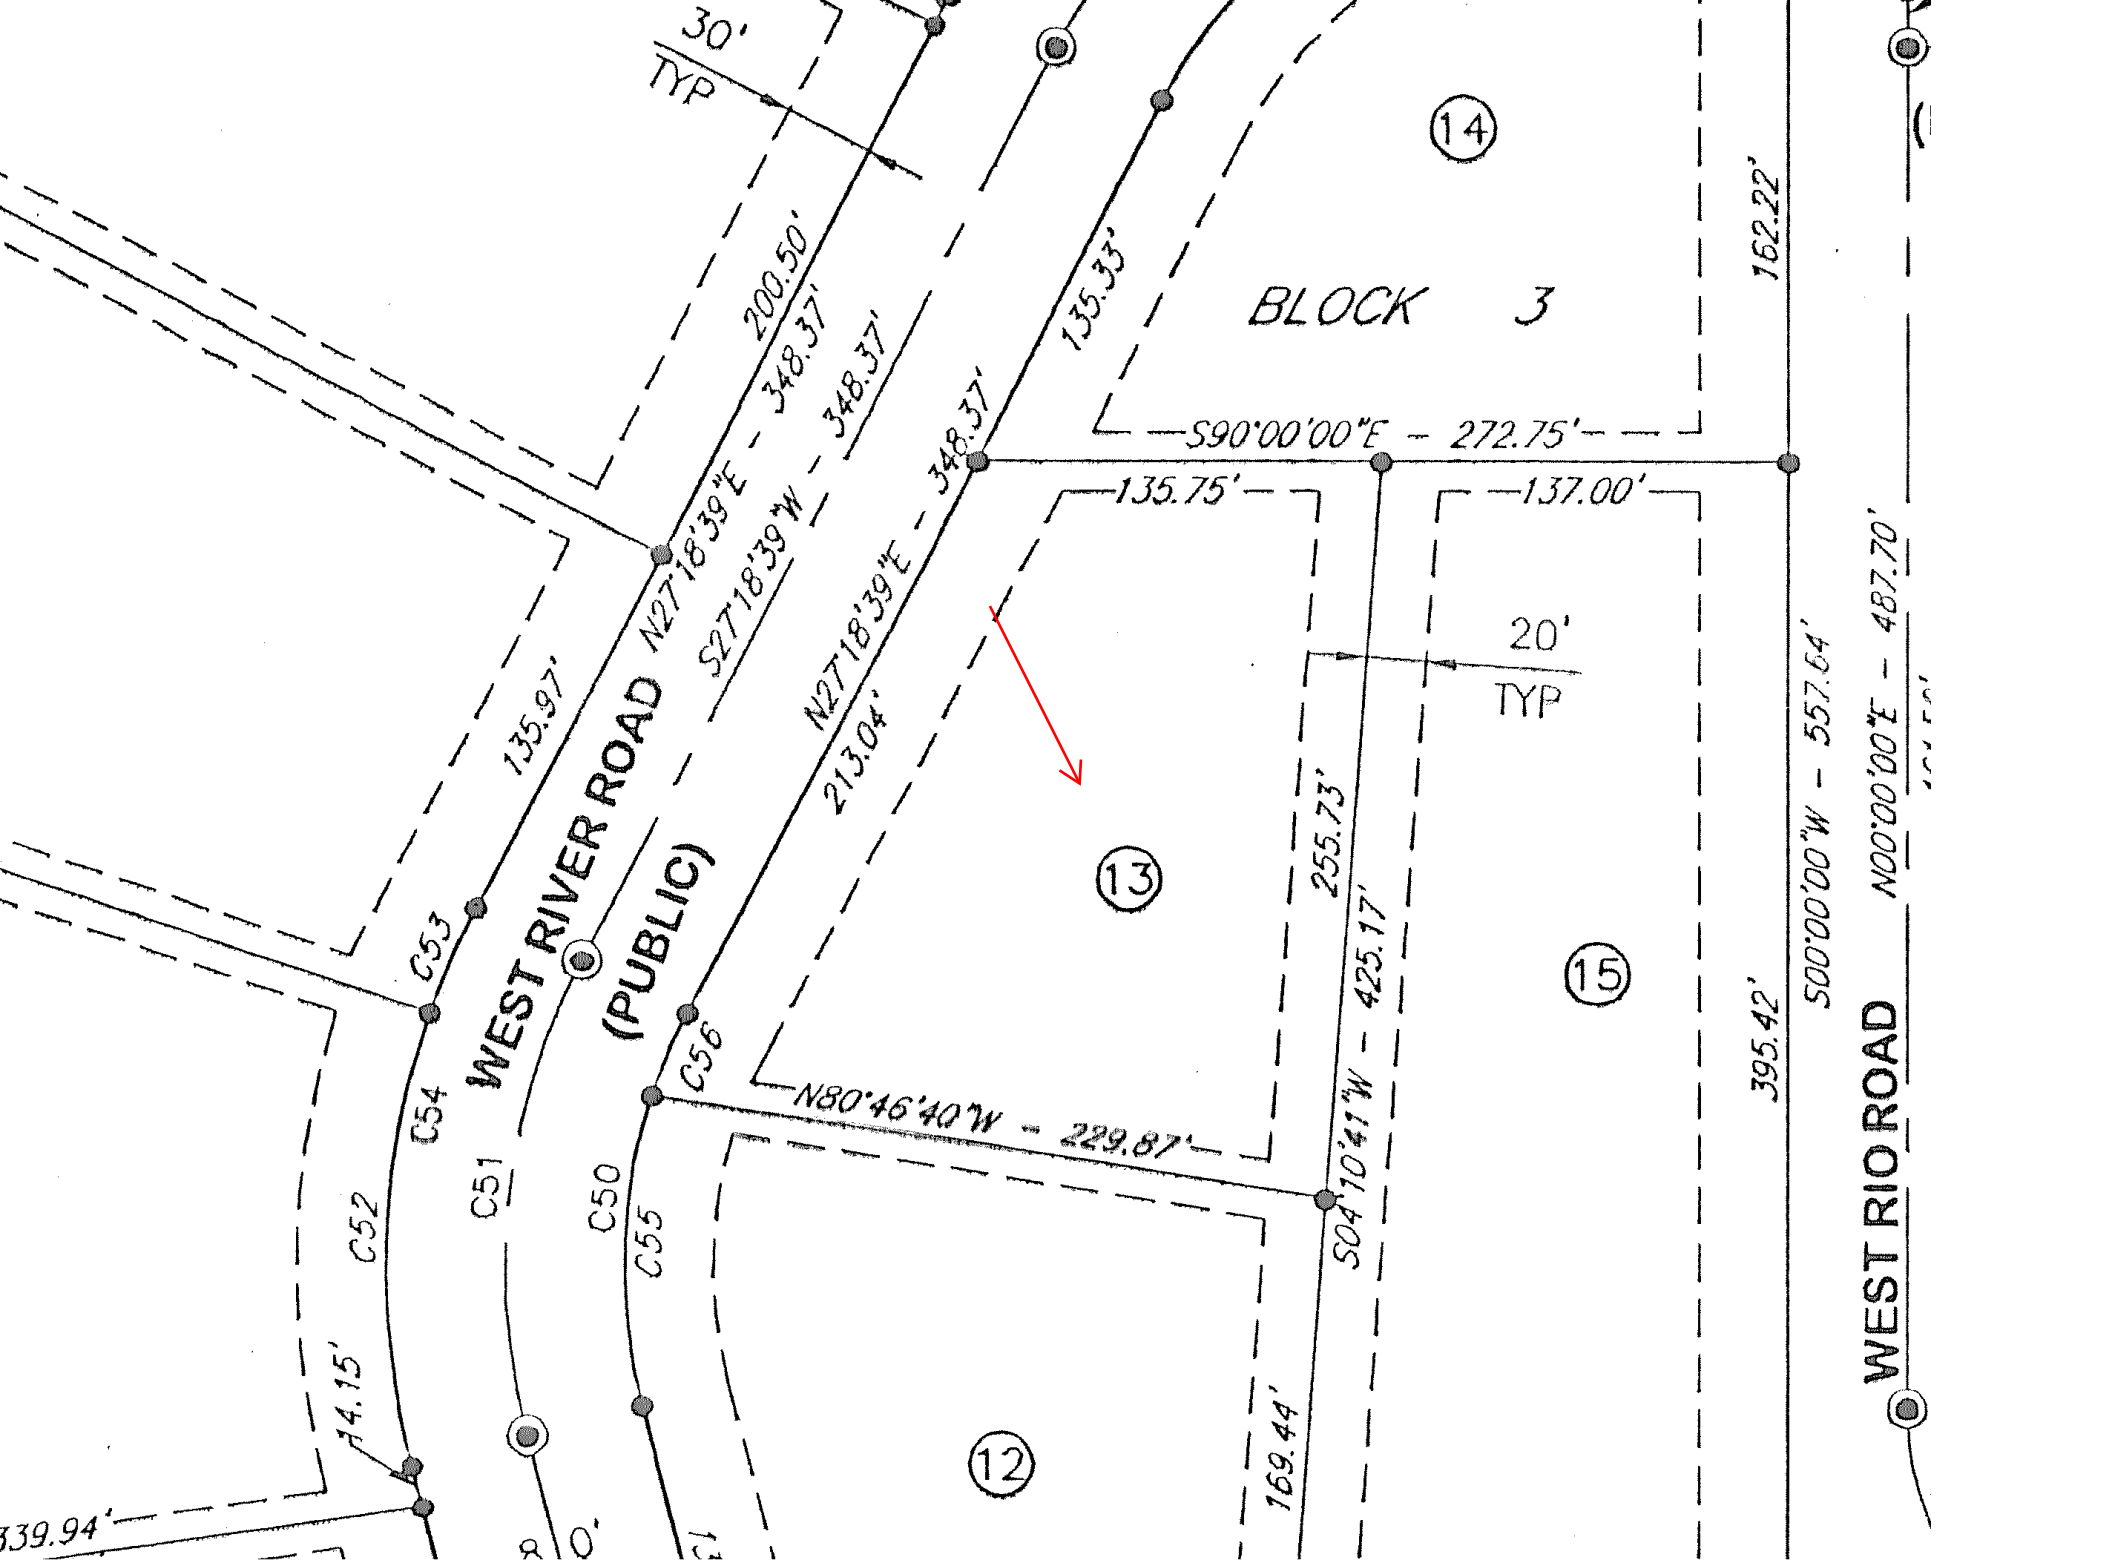 30'
TYP
14
162.22'
200.50'
135.33'
BLOCK 3
N27°18'39"E - 348.37'
S27°18'39"W - 348.37'
N27°18'39"E - 348.37'
S90°00'00"E - 272.75'
135.75'
137.00'
20'
TYP
135.97'
213.04'
255.73'
S00°00'00"W - 557.64'
N00°00'00"E - 487.70'
WEST RIVER ROAD
(PUBLIC)
13
15
C53
C56
395.42'
C54
N80°46'40"W - 229.87'
S04°10'41"W - 425.17'
WEST RIO ROAD
C51
C50
C52
C55
14.15'
12
169.44'
339.94'